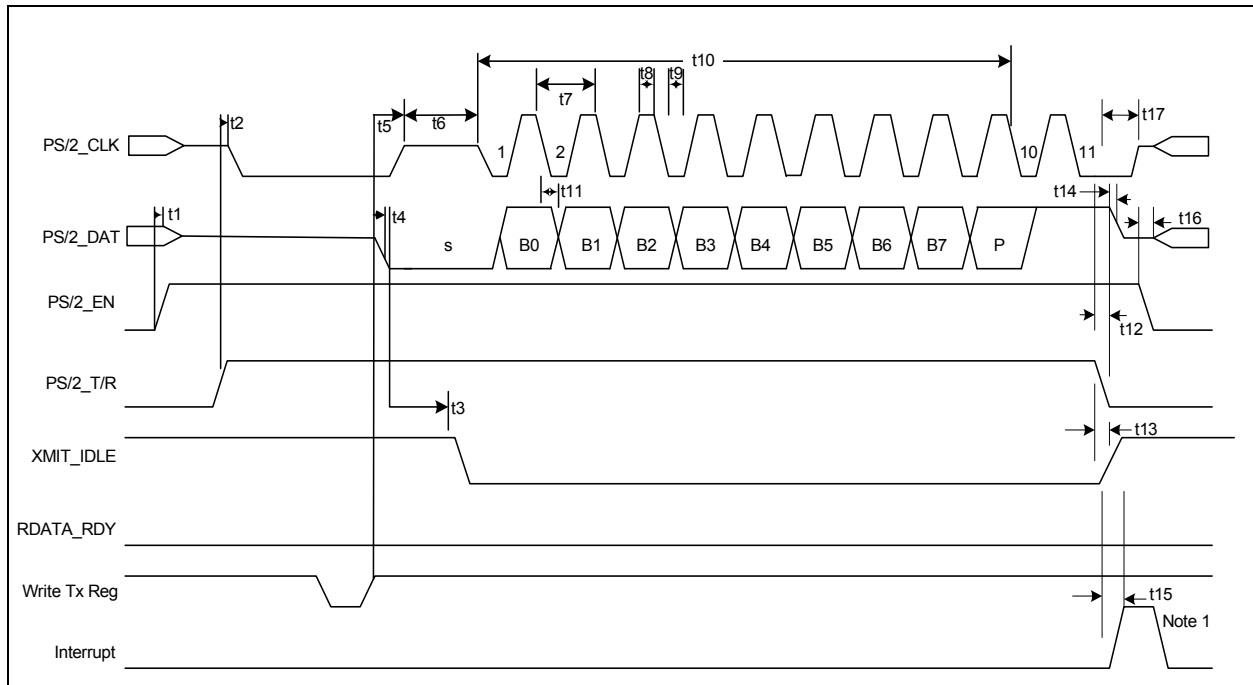 t10
t8
t9
t7
t5
t6
t17
t2
PS/2_CLK
1
2
10
11
t11
t14
t1
t4
PS/2_DAT
s
B0
B1
B2
B3
B4
B5
B6
B7
P
t16
PS/2_EN
t12
PS/2_T/R
t3
t13
XMIT_IDLE
RDATA_RDY
Write Tx Reg
t15
Note 1
Interrupt